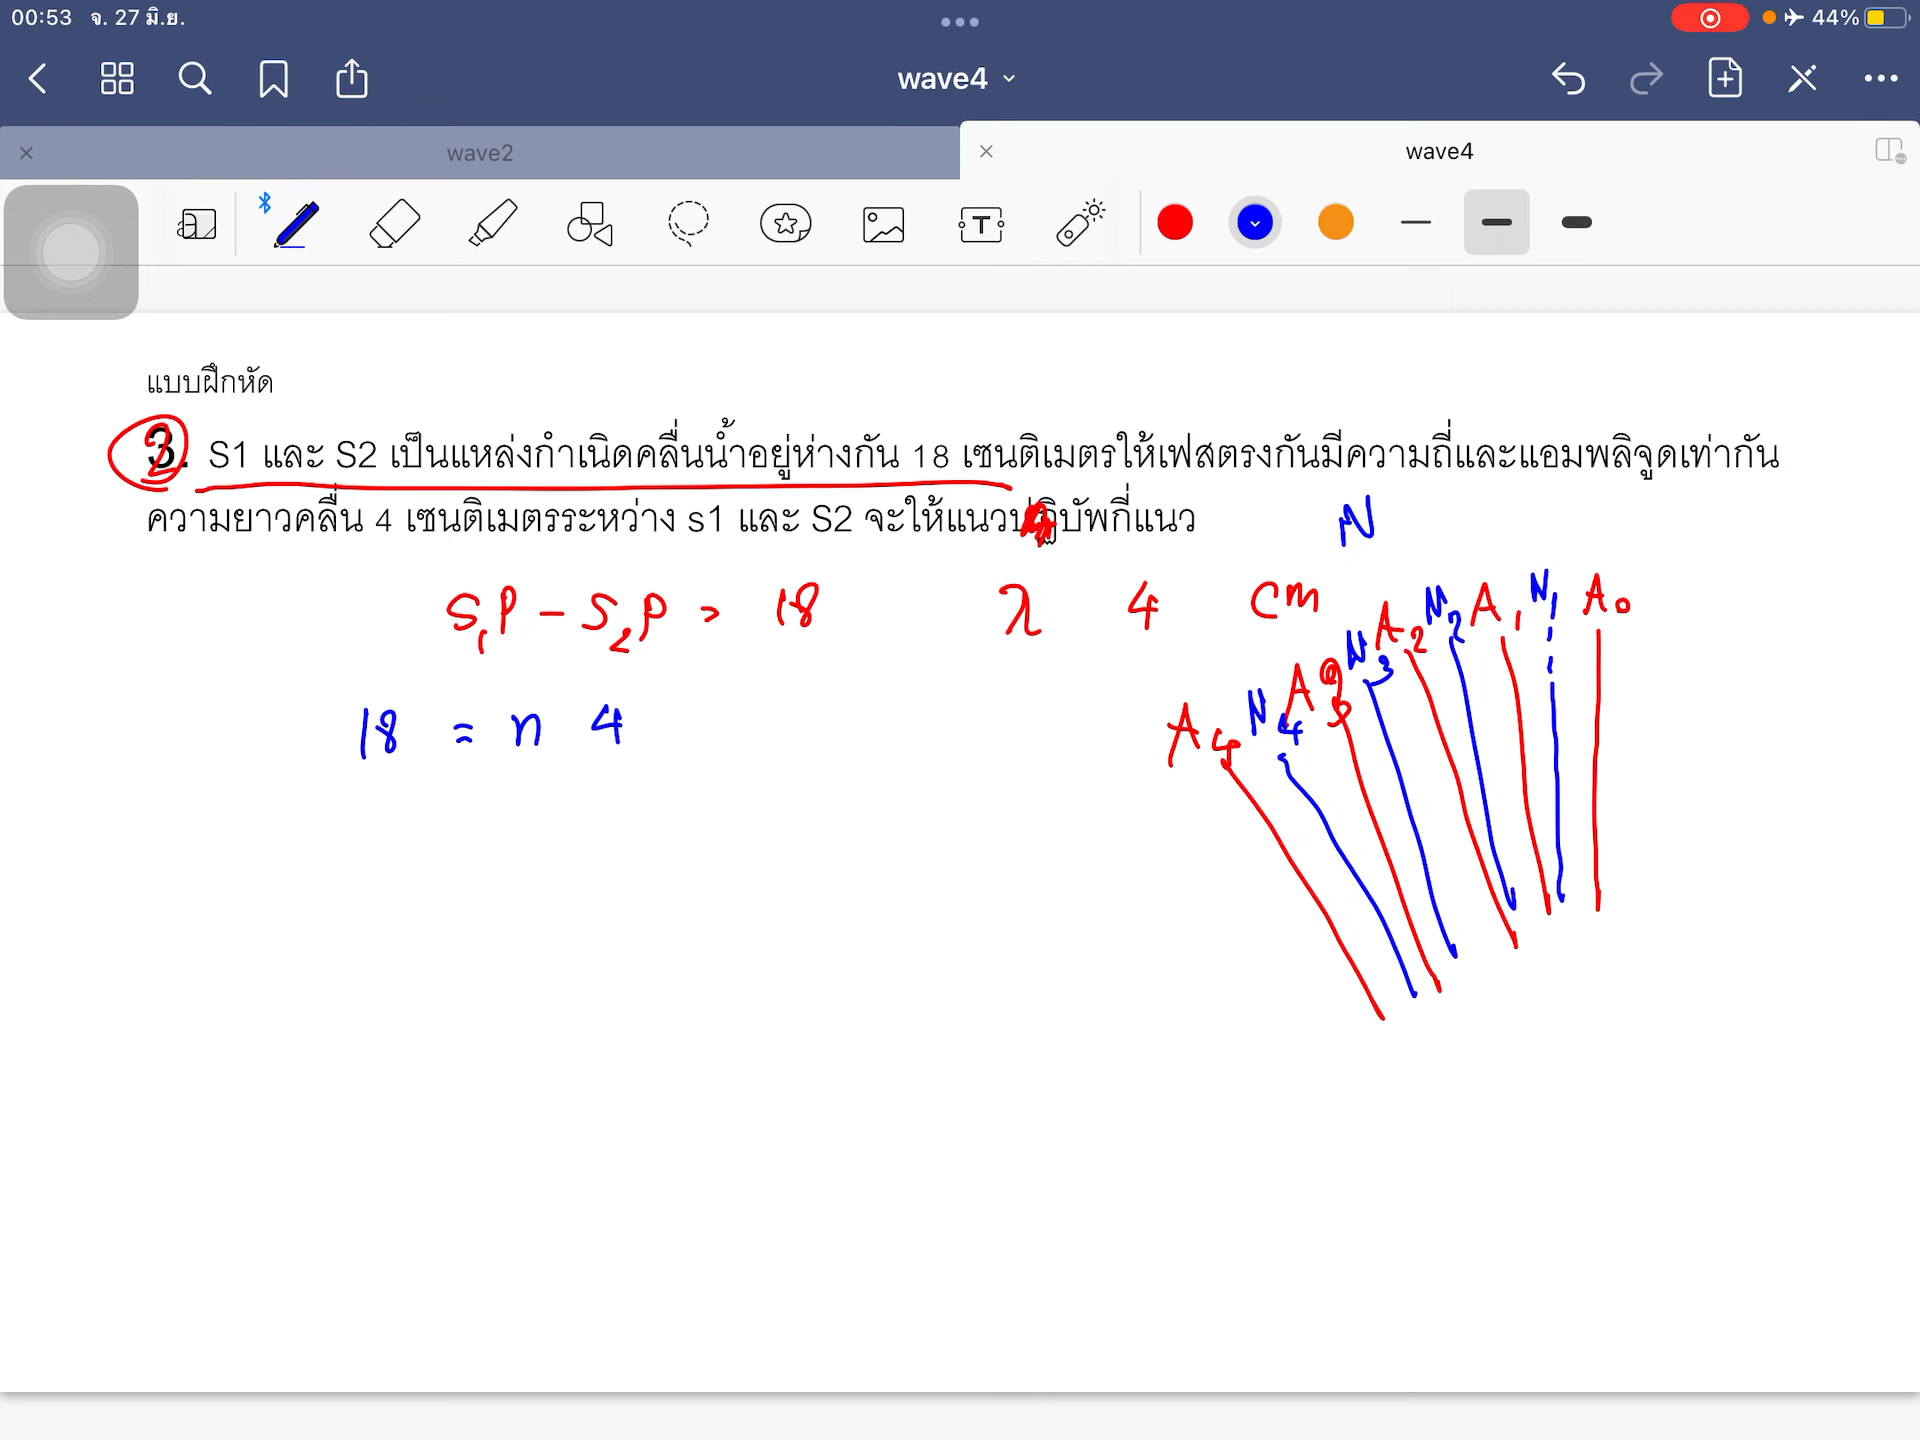 00:53 จ. 27 มิ.ย.
44%
wave4
wave2
wave4
แบบฝึกหัด
3. S1 และ S2 เป็นแหล่งกำเนิดคลื่นน้ำอยู่ห่างกัน 18 เซนติเมตรให้เฟสตรงกันมีความถี่และแอมพลิจูดเท่ากัน
ความยาวคลื่น 4 เซนติเมตรระหว่าง s1 และ S2 จะให้แนวปฏิบัพกี่แนว
N
S₁P - S₂P = 18 λ 4 cm
A₄ N₄ A₃ N₃ A₂ N₂ A₁ N₁ A₀
18 = n 4